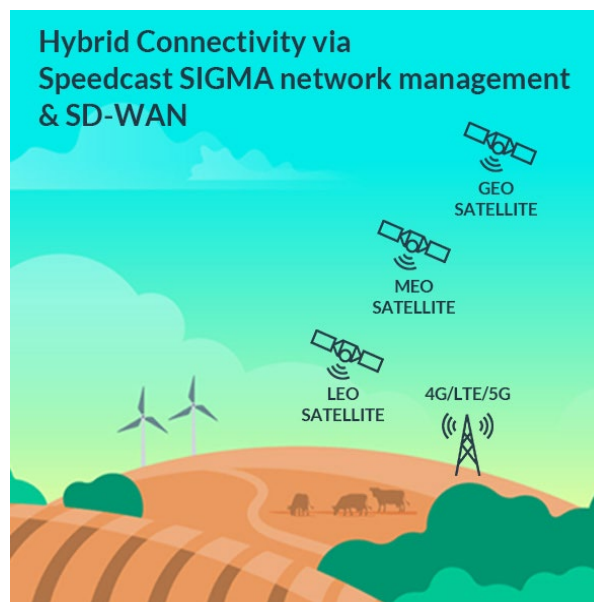 Hybrid Connectivity via
Speedcast SIGMA network management
& SD-WAN
GEO
SATELLITE
MEO
SATELLITE
LEO
SATELLITE
4G/LTE/5G